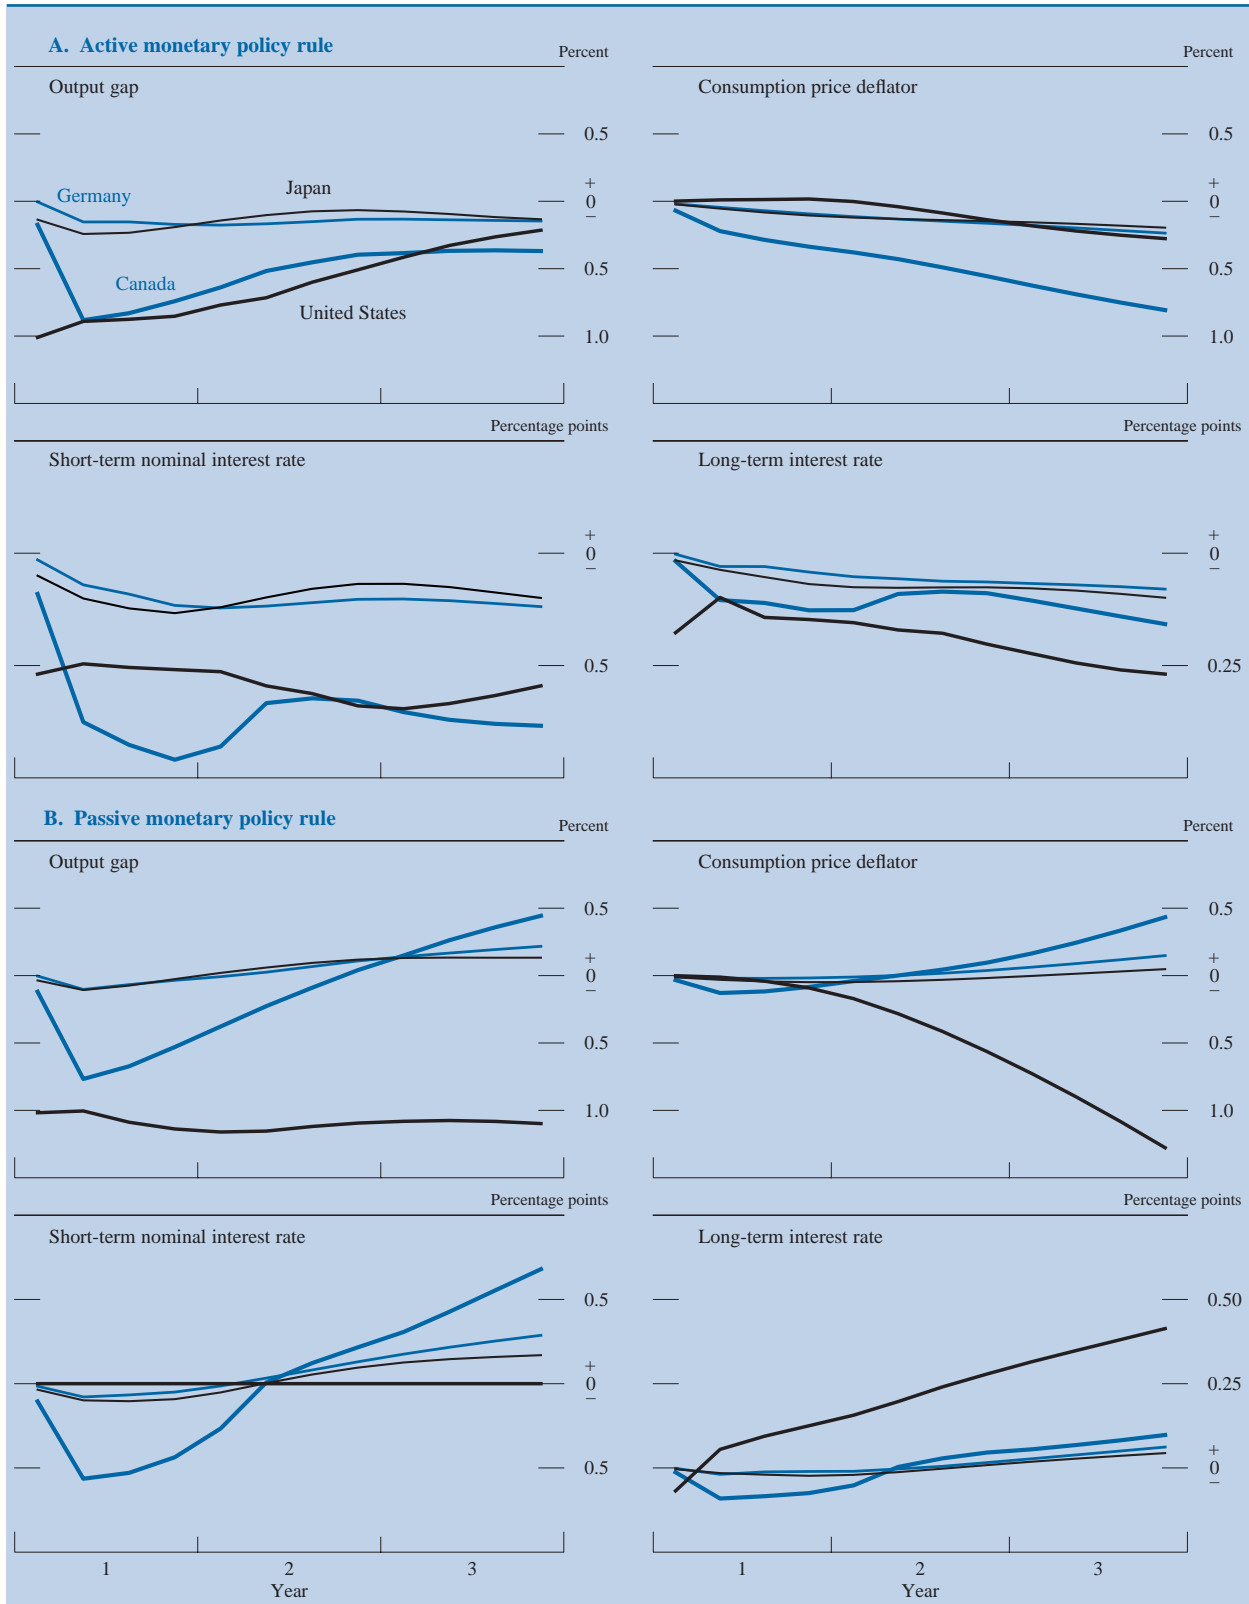 A. Active monetary policy rule
Percent
Output gap
0.5
+
0
−
0.5
1.0
Germany
Japan
Canada
United States
Percent
Consumption price deflator
0.5
+
0
−
0.5
1.0
Percentage points
Short-term nominal interest rate
+
0
−
0.5
Percentage points
Long-term interest rate
+
0
−
0.25
B. Passive monetary policy rule
Percent
Output gap
0.5
+
0
−
0.5
1.0
Percent
Consumption price deflator
0.5
+
0
−
0.5
1.0
Percentage points
Short-term nominal interest rate
0.5
+
0
−
0.5
1 2 3
Year
Percentage points
Long-term interest rate
0.50
0.25
+
0
−
1 2 3
Year